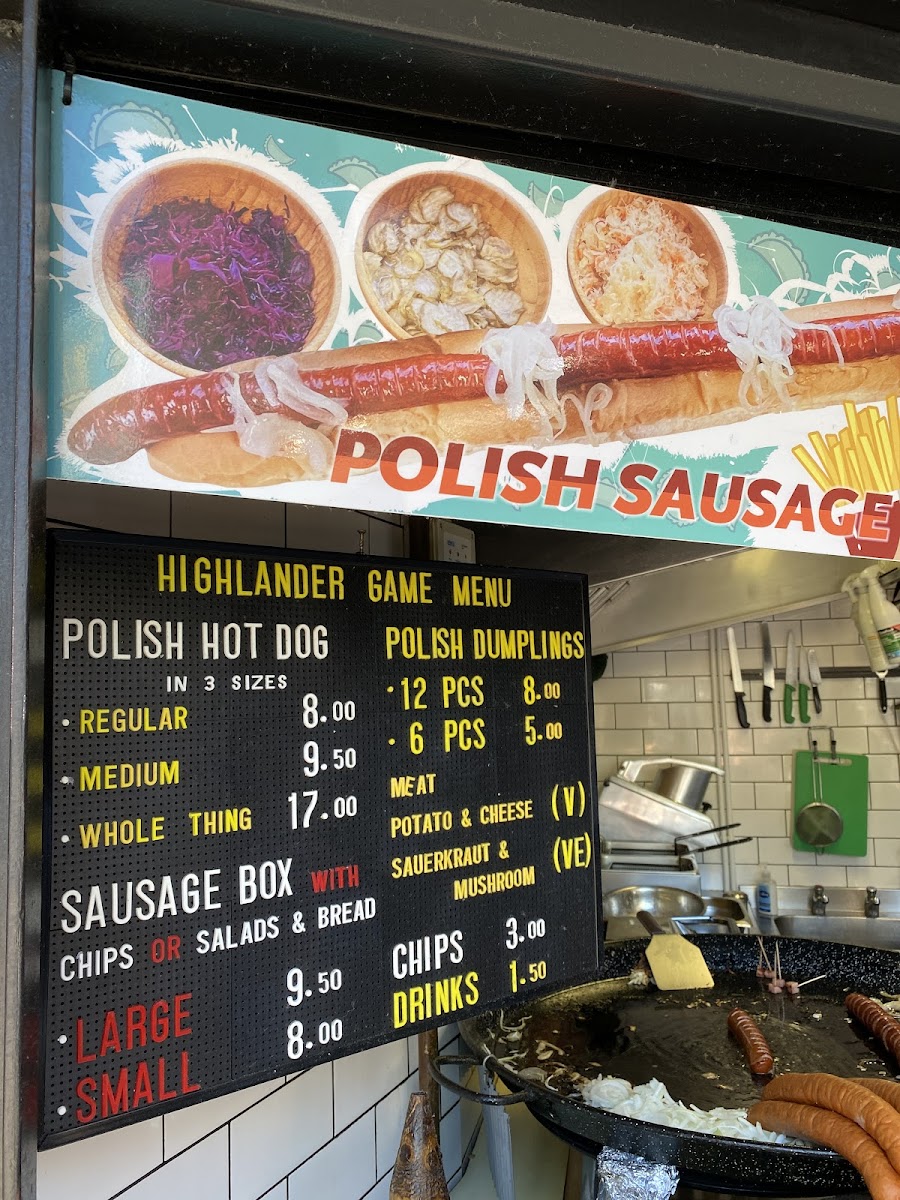 POLISH SAUSAGE
HIGHLANDER GAME MENU
POLISH HOT DOG
IN 3 SIZES
· REGULAR 8.00
· MEDIUM 9.50
· WHOLE THING 17.00
SAUSAGE BOX WITH
CHIPS OR SALADS & BREAD
· LARGE 9.50
· SMALL 8.00
POLISH DUMPLINGS
· 12 PCS 8.00
· 6 PCS 5.00
MEAT
POTATO & CHEESE (V)
SAUERKRAUT & (VE)
MUSHROOM
CHIPS 3.00
DRINKS 1.50